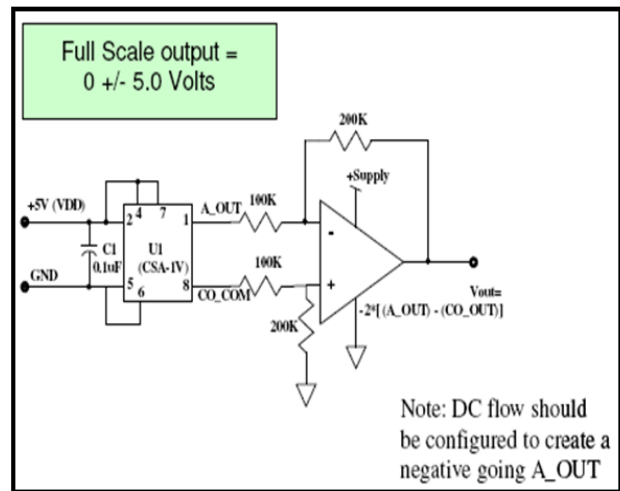 Full Scale output =
0 +/- 5.0 Volts
200K
+Supply
+5V (VDD)
2 4 7 1
A_OUT 100K
-
C1
0.1uF
U1
(CSA-1V)
GND
5 6 8
CO_COM
100K
+
200K
Vout=
-2*[(A_OUT) - (CO_OUT)]
Note: DC flow should
be configured to create a
negative going A_OUT